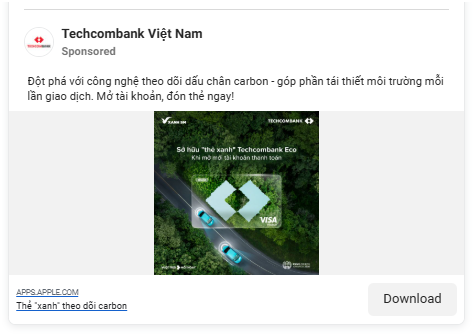 Techcombank Việt Nam
Sponsored
Đột phá với công nghệ theo dõi dấu chân carbon - góp phần tái thiết môi trường mỗi
lần giao dịch. Mở tài khoản, đón thẻ ngay!
XANH SM
TECHCOMBANK
Sở hữu "thẻ xanh" Techcombank Eco
Khi mở mới tài khoản thanh toán
VISA
APPS.APPLE.COM
Thẻ "xanh" theo dõi carbon
Download